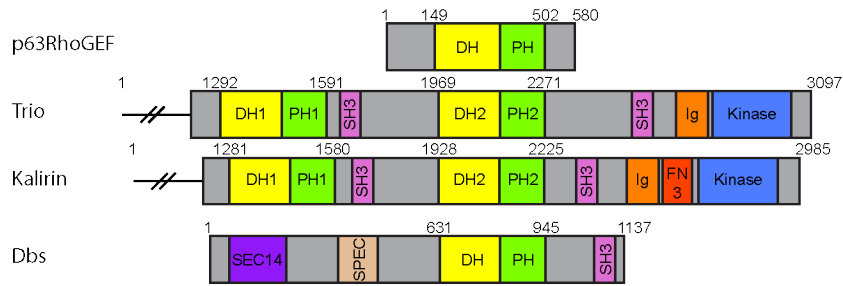 1 149 502 580
p63RhoGEF DH PH
1 1292 1591 1969 2271 3097
Trio DH1 PH1 SH3 DH2 PH2 SH3 Ig Kinase
1 1281 1580 1928 2225 2985
Kalirin DH1 PH1 SH3 DH2 PH2 SH3 Ig FN
3 Kinase
1 631 945 1137
Dbs SEC14 SPEC DH PH SH3